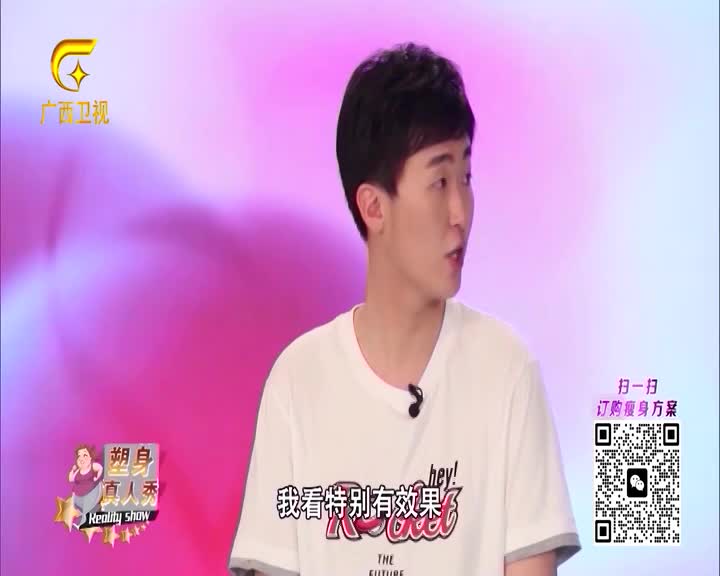 广西卫视
扫一扫
订购瘦身方案
塑身
真人秀
Reality show
hey!
Rocket
我看特别有效果
THE
FUTURE